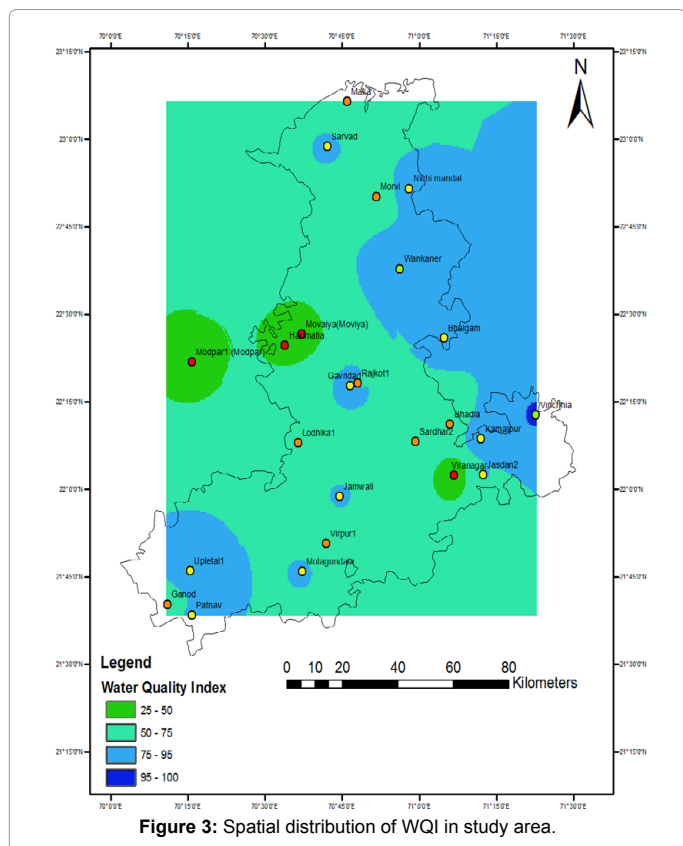 70°0'0"E 70°15'0"E 70°30'0"E 70°45'0"E 71°0'0"E 71°15'0"E 71°30'0"E
23°15'0"N 23°15'0"N
N
Malia
23°0'0"N Sarvad 23°0'0"N
Nichi mandal
Morvi
22°45'0"N 22°45'0"N
Wankaner
22°30'0"N 22°30'0"N
Movaiya(Moviya)
Bhalgam
Hadmatia
Modpar1 (Modpar)
Gavridad Rajkot1
22°15'0"N 22°15'0"N
Vinchhia
Bhadla
Lodhika1 Sardhar2 Kamalpur
Viranagar Jasdan2
22°0'0"N 22°0'0"N
Jamwali
Virpur1
21°45'0"N 21°45'0"N
Upletal1 Motagundala
Ganod
Patnav
21°30'0"N 21°30'0"N
Legend
0 5 10 20 40 60 80
Kilometers
Water Quality Index
25 - 50
50 - 75
21°15'0"N 21°15'0"N
75 - 95
95 - 100
70°0'0"E 70°15'0"E 70°30'0"E 70°45'0"E 71°0'0"E 71°15'0"E 71°30'0"E
Figure 3: Spatial distribution of WQI in study area.